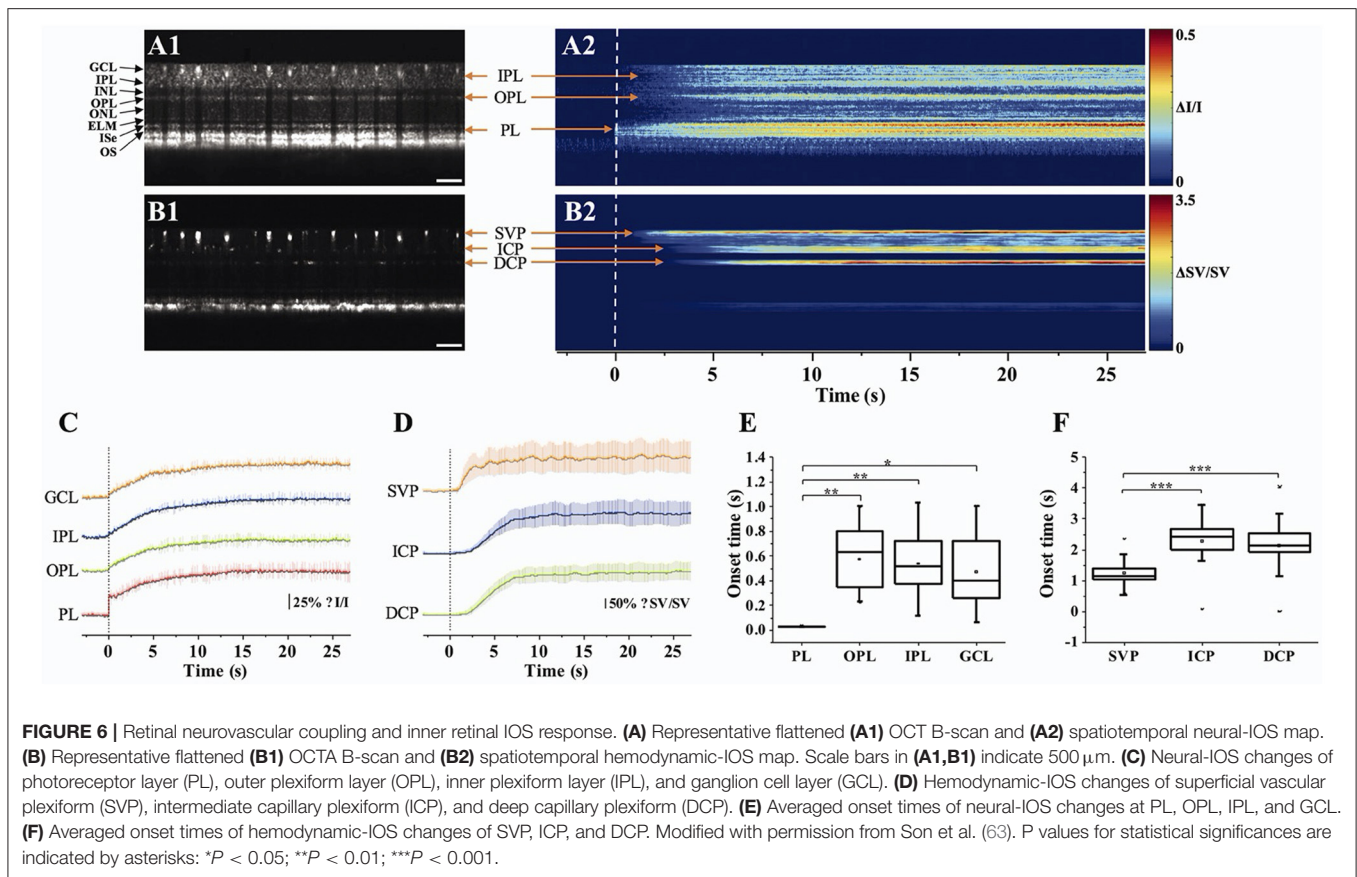 A1
GCL
IPL
INL
OPL
ONL
ELM
ISe
OS
IPL
OPL
PL
A2
0.5
ΔI/I
0
B1
SVP
ICP
DCP
B2
3.5
ΔSV/SV
0
0 5 10 15 20 25
Time (s)
C
GCL
IPL
OPL
PL
25% ? I/I
0 5 10 15 20 25
Time (s)
D
SVP
ICP
DCP
50% ? SV/SV
0 5 10 15 20 25
Time (s)
E
Onset time (s)
1.4
1.2
1.0
0.8
0.6
0.4
0.2
0.0
*
**
**
PL OPL IPL GCL
F
Onset time (s)
5
4
3
2
1
0
-1
***
***
SVP ICP DCP
FIGURE 6 | Retinal neurovascular coupling and inner retinal IOS response. (A) Representative flattened (A1) OCT B-scan and (A2) spatiotemporal neural-IOS map.
(B) Representative flattened (B1) OCTA B-scan and (B2) spatiotemporal hemodynamic-IOS map. Scale bars in (A1,B1) indicate 500 μm. (C) Neural-IOS changes of
photoreceptor layer (PL), outer plexiform layer (OPL), inner plexiform layer (IPL), and ganglion cell layer (GCL). (D) Hemodynamic-IOS changes of superficial vascular
plexiform (SVP), intermediate capillary plexiform (ICP), and deep capillary plexiform (DCP). (E) Averaged onset times of neural-IOS changes at PL, OPL, IPL, and GCL.
(F) Averaged onset times of hemodynamic-IOS changes of SVP, ICP, and DCP. Modified with permission from Son et al. (63). P values for statistical significances are
indicated by asterisks: *P < 0.05; **P < 0.01; ***P < 0.001.